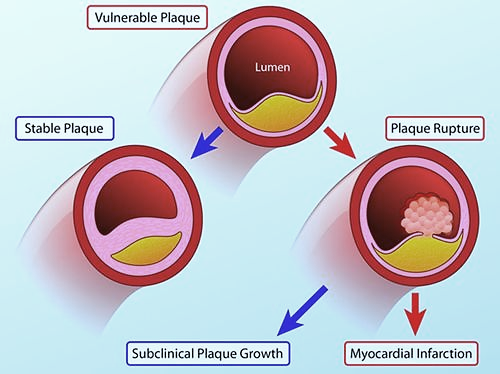 Vulnerable Plaque
Lumen
Stable Plaque
Plaque Rupture
Subclinical Plaque Growth
Myocardial Infarction